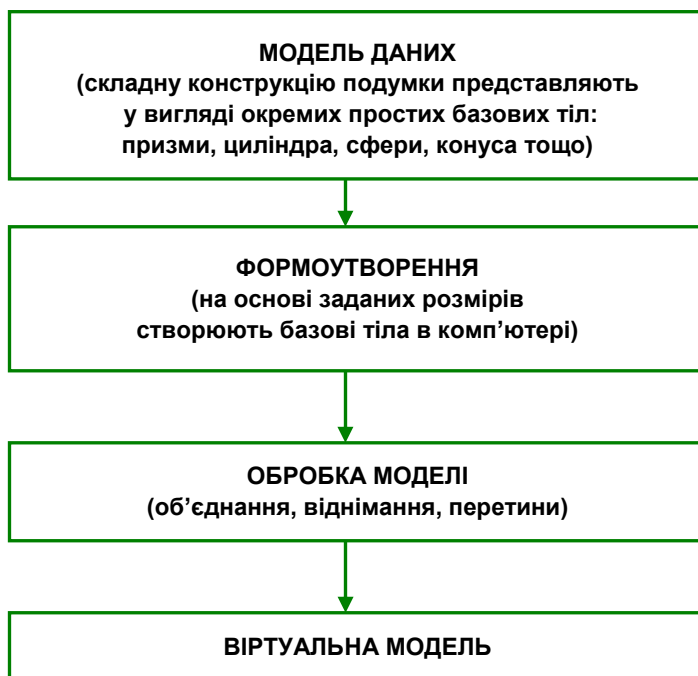 МОДЕЛЬ ДАНИХ
(складну конструкцію подумки представляють
у вигляді окремих простих базових тіл:
призми, циліндра, сфери, конуса тощо)
ФОРМОУТВОРЕННЯ
(на основі заданих розмірів
створюють базові тіла в комп’ютері)
ОБРОБКА МОДЕЛІ
(об’єднання, віднімання, перетини)
ВІРТУАЛЬНА МОДЕЛЬ